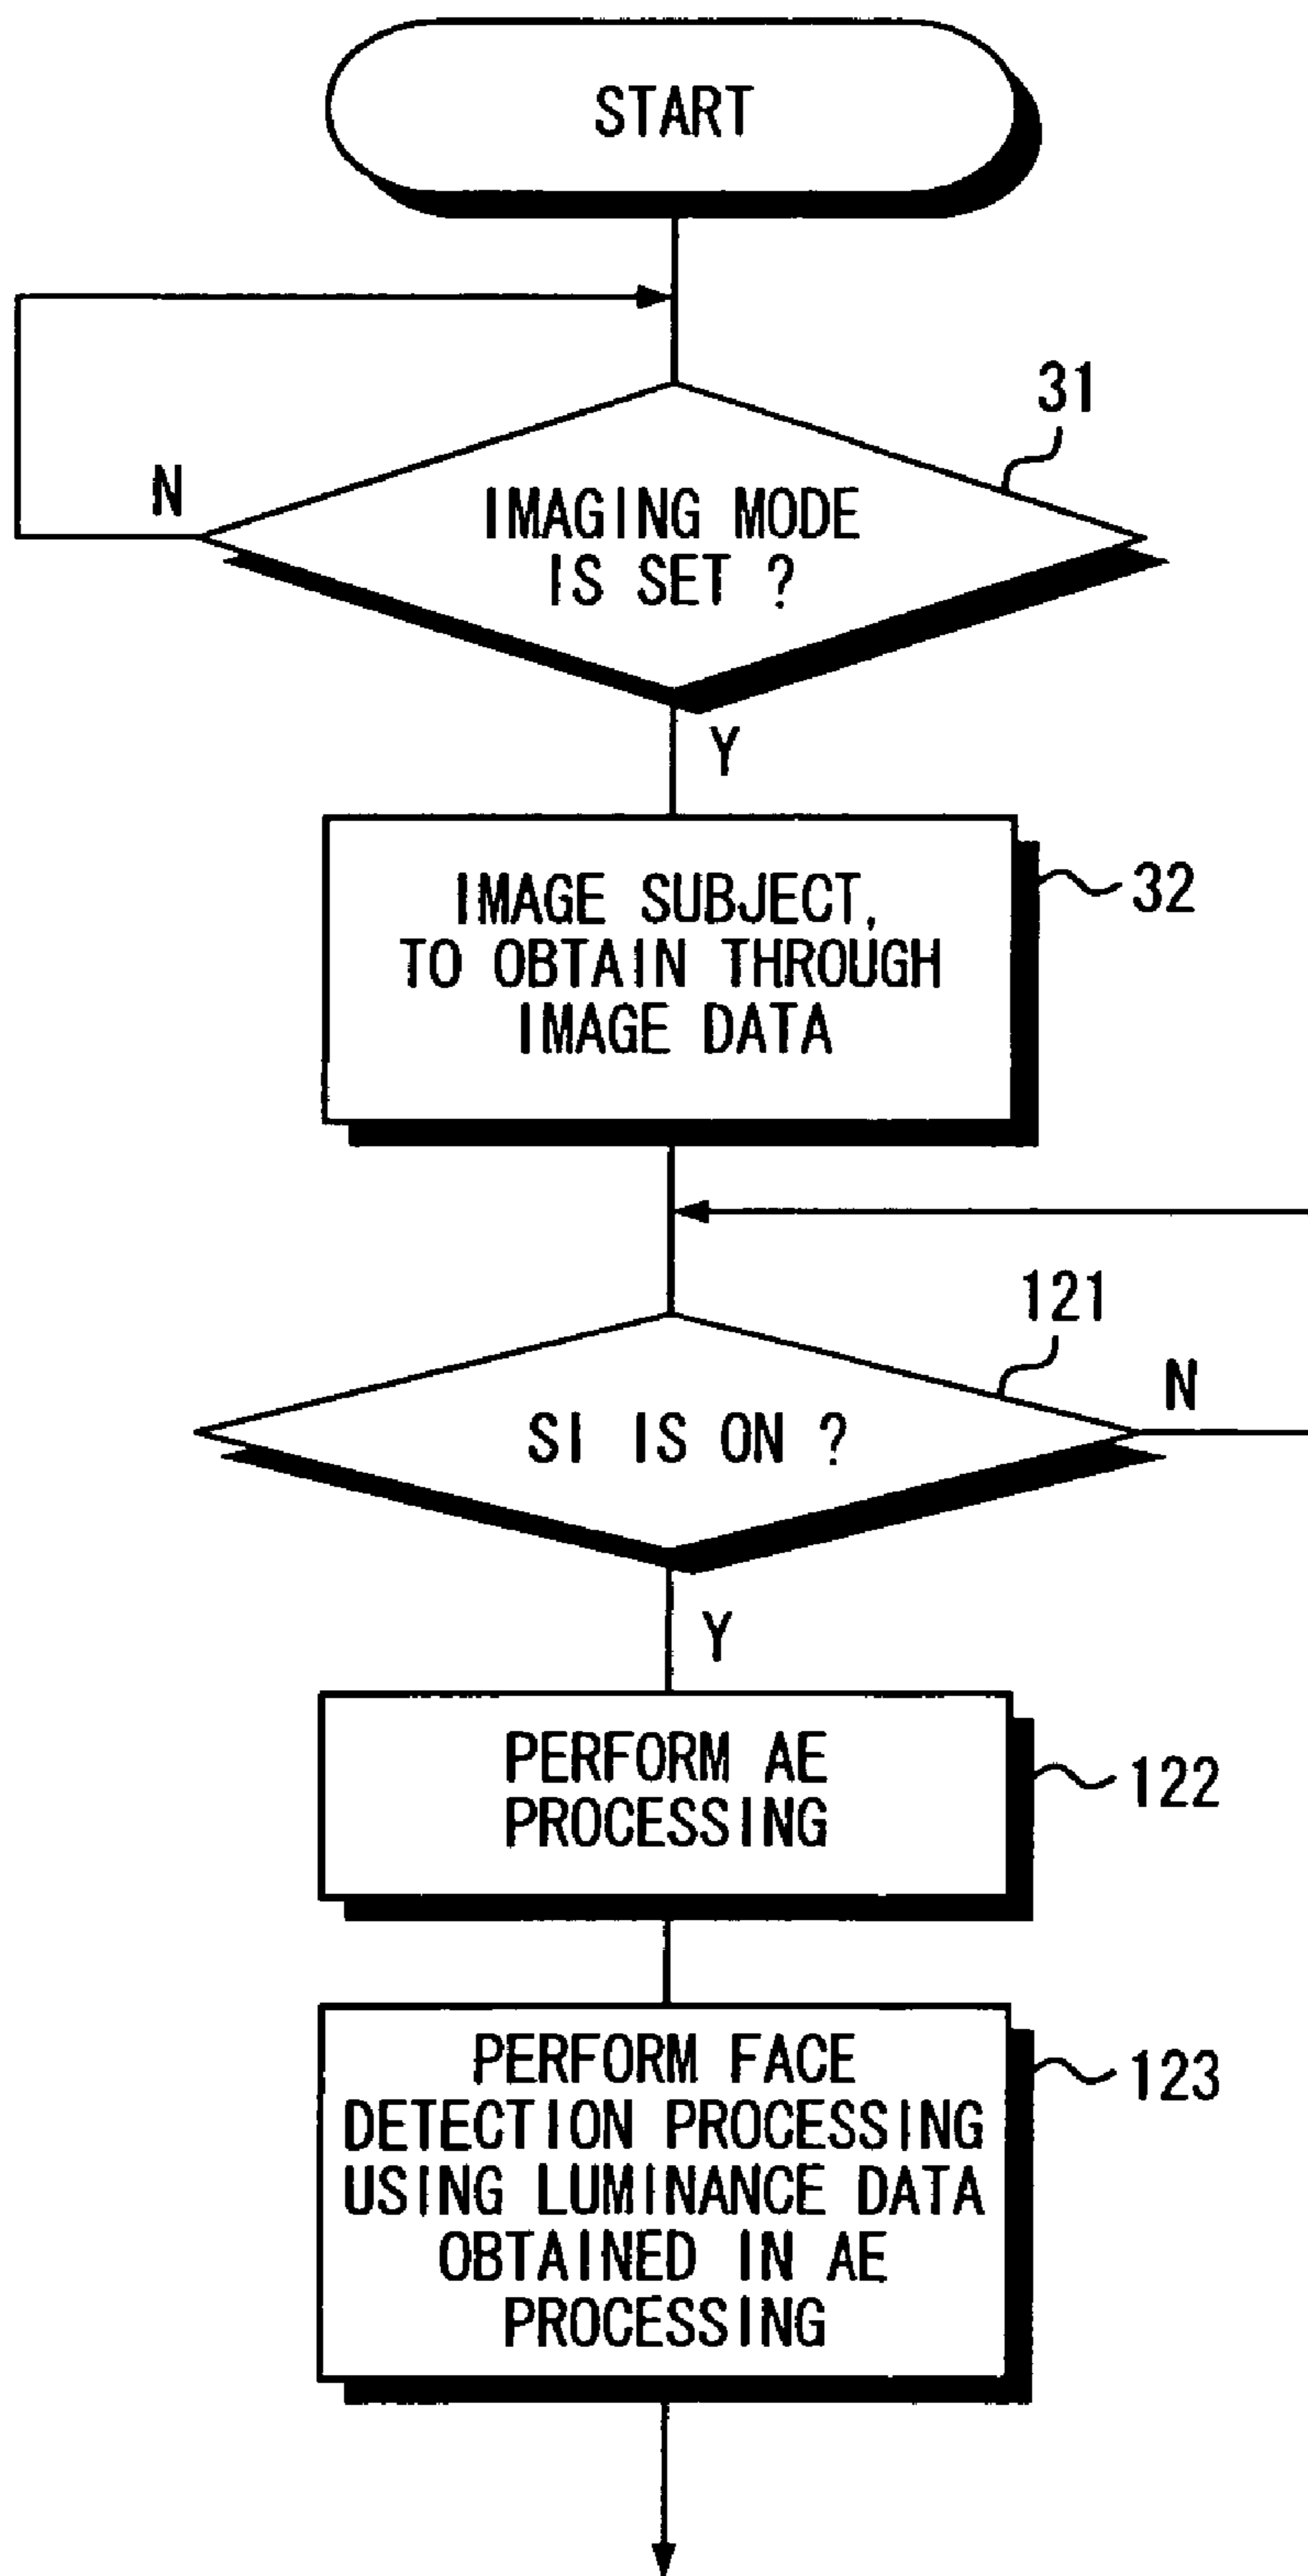 START
31
N
IMAGING MODE
IS SET ?
Y
32
IMAGE SUBJECT,
TO OBTAIN THROUGH
IMAGE DATA
121
N
SI IS ON ?
Y
PERFORM AE
PROCESSING
122
PERFORM FACE
DETECTION PROCESSING
USING LUMINANCE DATA
OBTAINED IN AE
PROCESSING
123